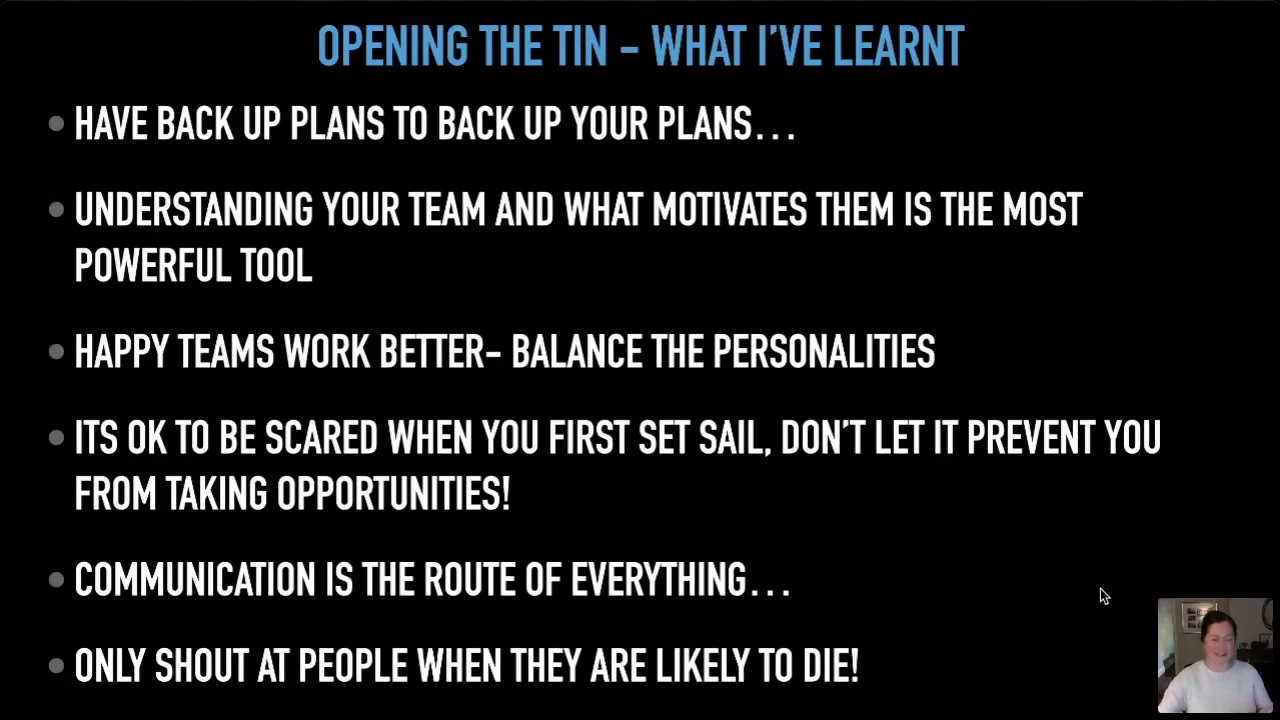 OPENING THE TIN – WHAT I'VE LEARNT
HAVE BACK UP PLANS TO BACK UP YOUR PLANS...
UNDERSTANDING YOUR TEAM AND WHAT MOTIVATES THEM IS THE MOST
POWERFUL TOOL
HAPPY TEAMS WORK BETTER– BALANCE THE PERSONALITIES
ITS OK TO BE SCARED WHEN YOU FIRST SET SAIL, DON'T LET IT PREVENT YOU
FROM TAKING OPPORTUNITIES!
COMMUNICATION IS THE ROUTE OF EVERYTHING...
ONLY SHOUT AT PEOPLE WHEN THEY ARE LIKELY TO DIE!